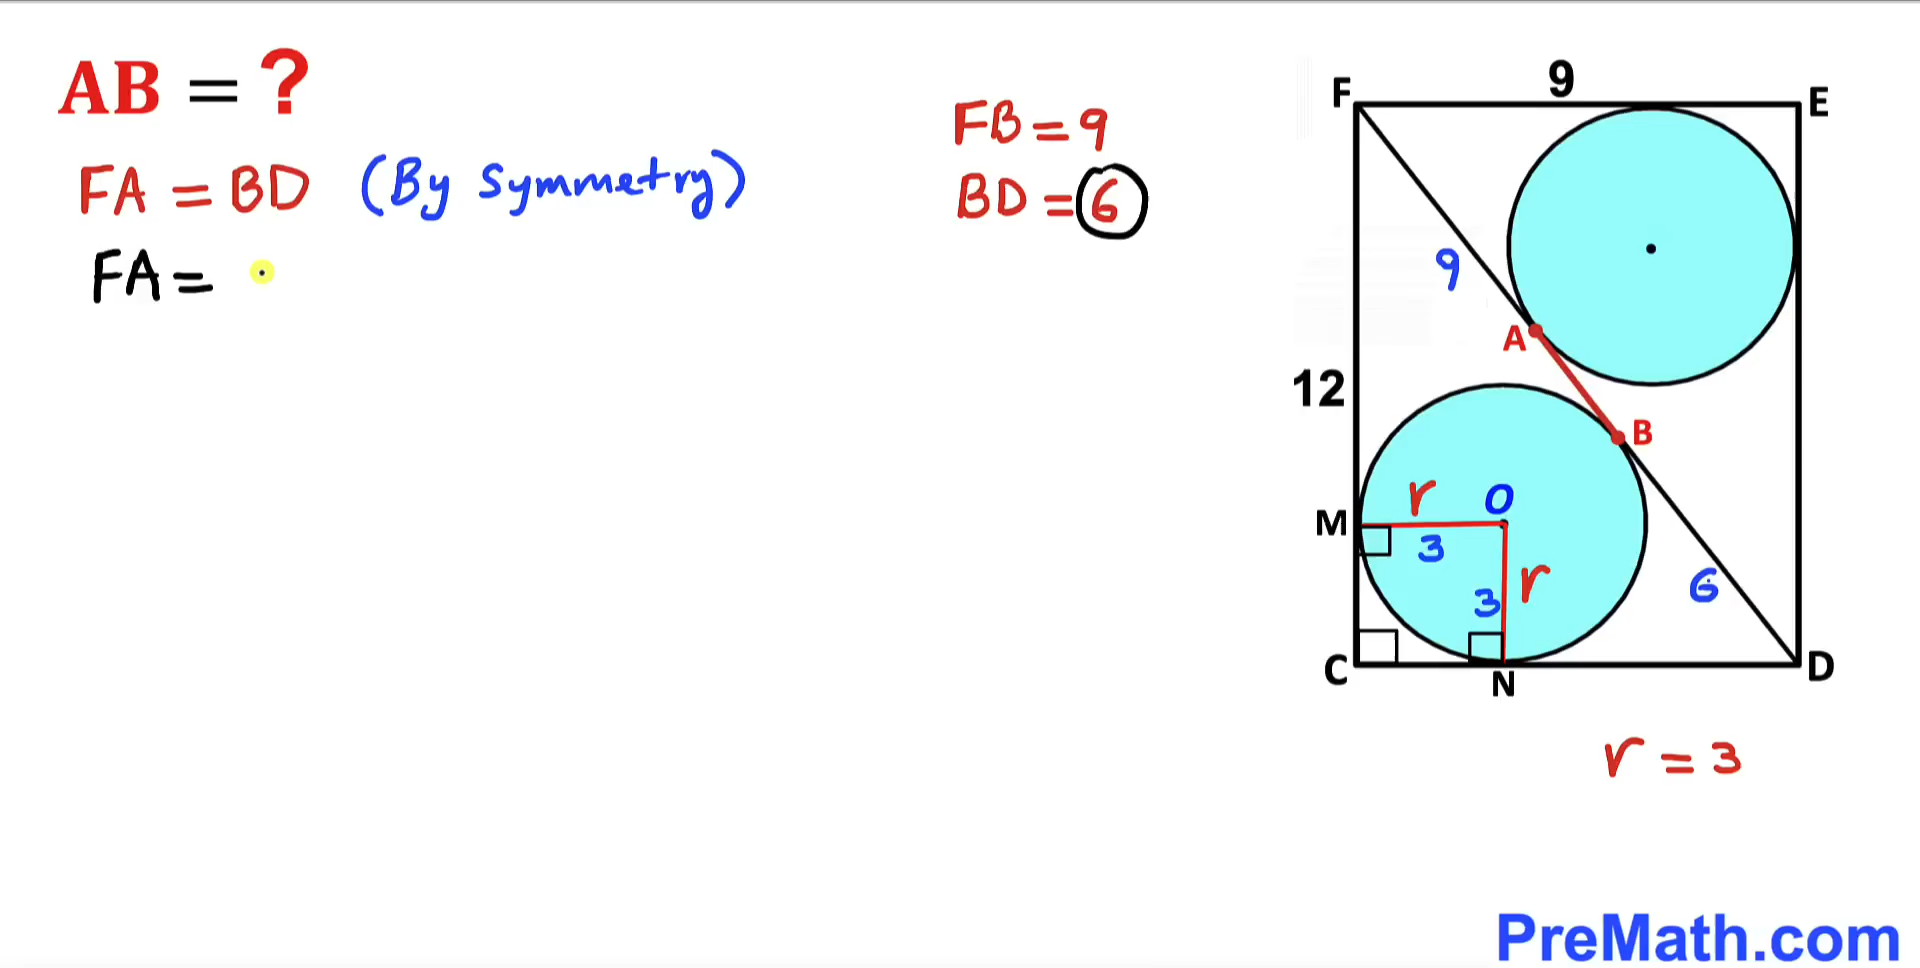 AB = ?
FA = BD (By Symmetry)
FA =
FB = 9
BD = 6
F
9
E
9
A
12
B
r
O
M
3
r
3
6
C
N
D
r = 3
PreMath.com